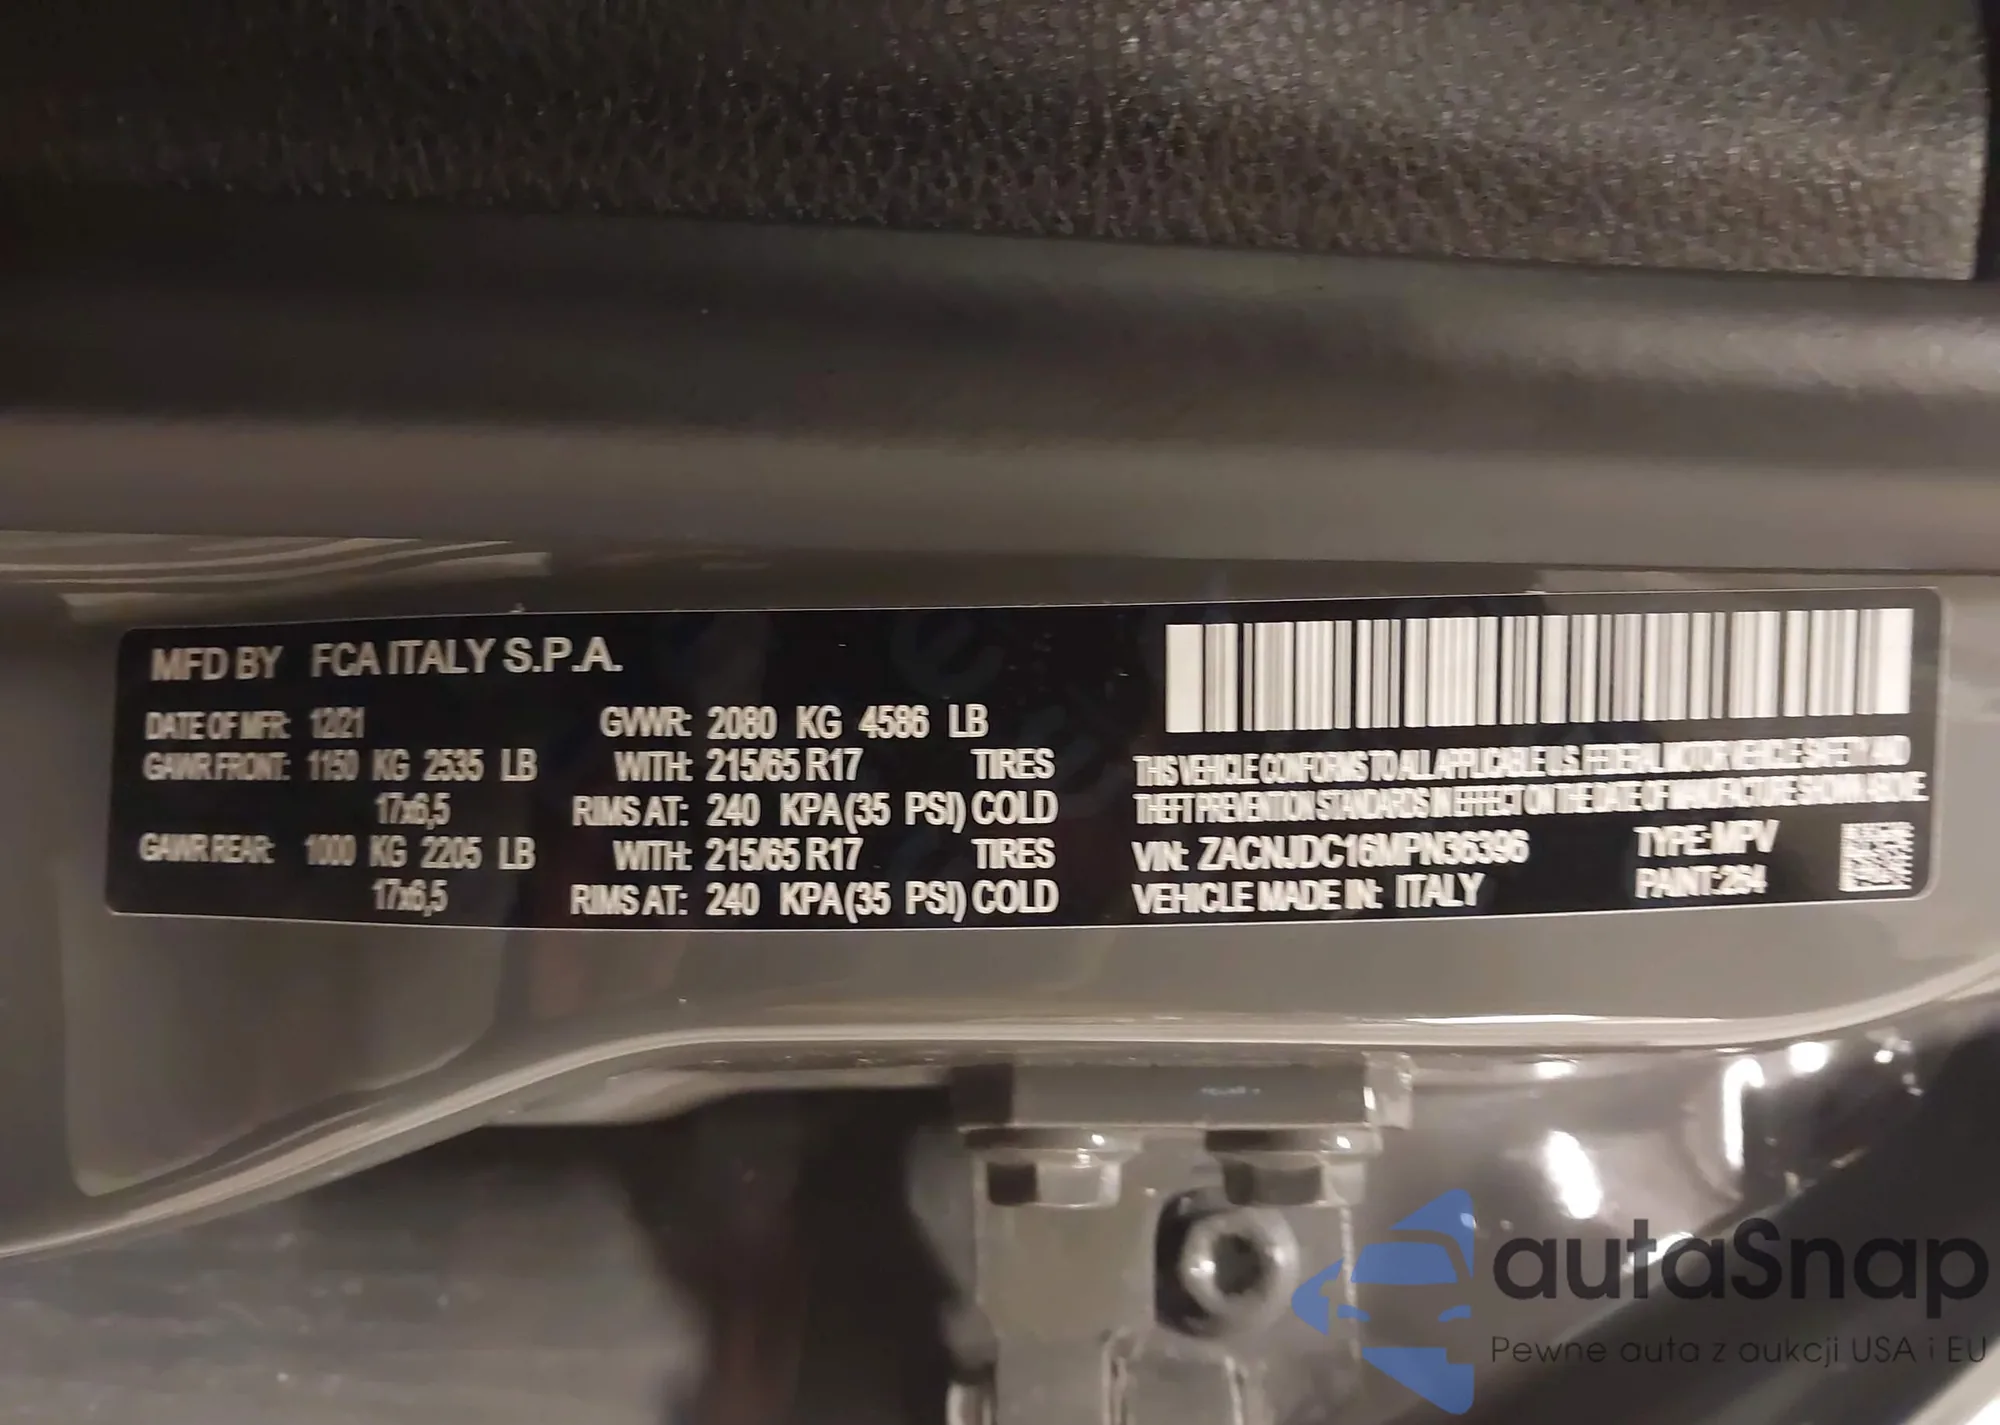 MFD BY FCA ITALY S.P.A.
DATE OF MFR: 12/21 GVWR: 2080 KG 4586 LB
GAWR FRONT: 1150 KG 2535 LB WITH: 215/65 R17 TIRES
17x6,5 RIMS AT: 240 KPA(35 PSI) COLD
GAWR REAR: 1000 KG 2205 LB WITH: 215/65 R17 TIRES
17x6,5 RIMS AT: 240 KPA(35 PSI) COLD
THIS VEHICLE CONFORMS TO ALL APPLICABLE U.S. FEDERAL MOTOR VEHICLE SAFETY AND
THEFT PREVENTION STANDARDS IN EFFECT ON THE DATE OF MANUFACTURE SHOWN ABOVE.
VIN: ZACNJDC16MPN36396 TYPE: MPV
VEHICLE MADE IN: ITALY PAINT: 264
autaSnap
Pewne auta z aukcji USA i EU